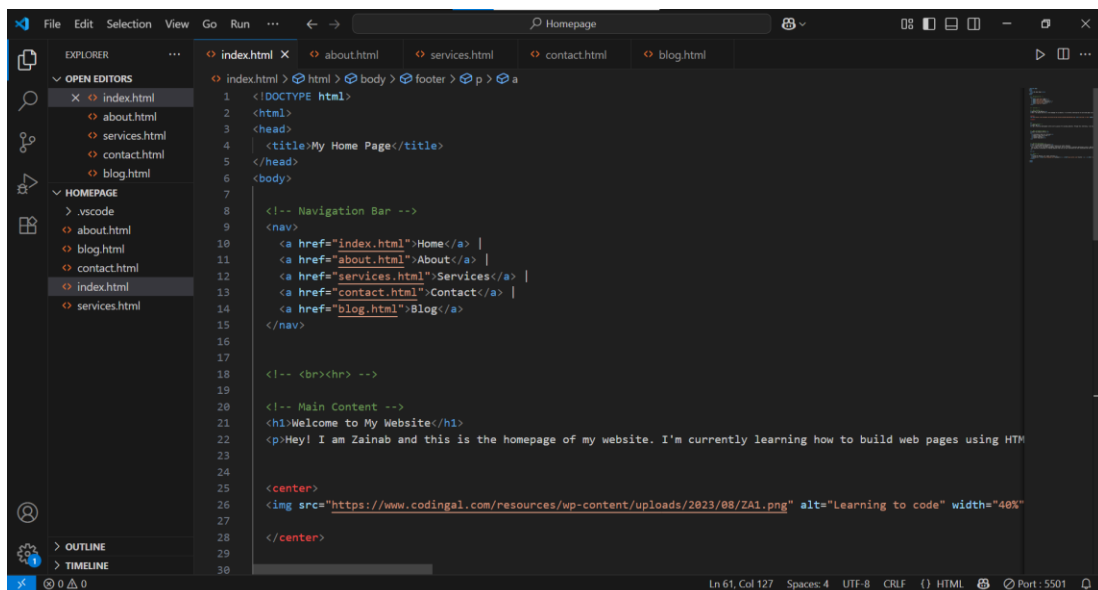 File Edit Selection View Go Run ··· Homepage
EXPLORER ···
index.html about.html services.html contact.html blog.html
OPEN EDITORS
index.html
about.html
services.html
contact.html
blog.html
HOMEPAGE
.vscode
about.html
blog.html
contact.html
index.html
services.html
OUTLINE
TIMELINE
index.html > html > body > footer > p > a
1 <!DOCTYPE html>
2 <html>
3 <head>
4 <title>My Home Page</title>
5 </head>
6 <body>
7
8 <!-- Navigation Bar -->
9 <nav>
10 <a href="index.html">Home</a> |
11 <a href="about.html">About</a> |
12 <a href="services.html">Services</a> |
13 <a href="contact.html">Contact</a> |
14 <a href="blog.html">Blog</a>
15 </nav>
16
17
18 <!-- <br><hr> -->
19
20 <!-- Main Content -->
21 <h1>Welcome to My Website</h1>
22 <p>Hey! I am Zainab and this is the homepage of my website. I'm currently learning how to build web pages using HTM
23
24
25 <center>
26 <img src="https://www.codingal.com/resources/wp-content/uploads/2023/08/ZA1.png" alt="Learning to code" width="40%"
27
28 </center>
29
30
1
0 0 Ln 61, Col 127 Spaces: 4 UTF-8 CRLF {} HTML Port : 5501